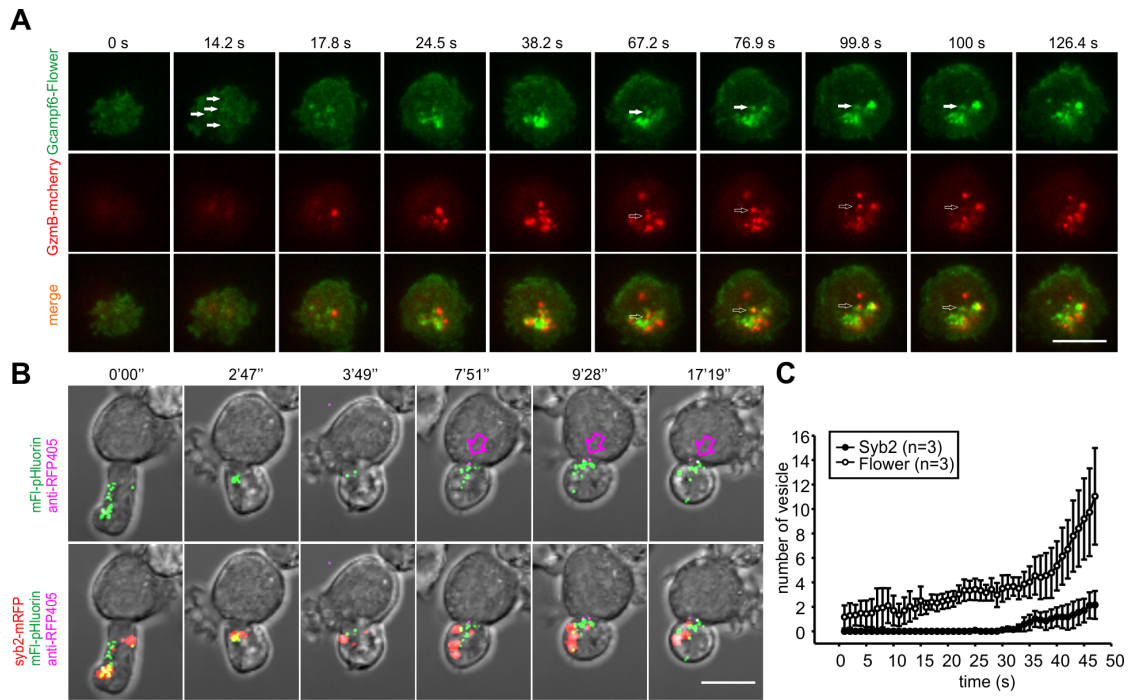 A
0 s 14.2 s 17.8 s 24.5 s 38.2 s 67.2 s 76.9 s 99.8 s 100 s 126.4 s
Gcampf6-Flower
GzmB-mcherry
merge
B
0’00’’ 2’47’’ 3’49’’ 7’51’’ 9’28’’ 17’19’’
mFl-pHluorin
anti-RFP405
syb2-mRFP
mFl-pHluorin
anti-RFP405
C
Syb2 (n=3)
Flower (n=3)
number of vesicle
16
14
12
10
8
6
4
2
0
0 5 10 15 20 25 30 35 40 45 50
time (s)